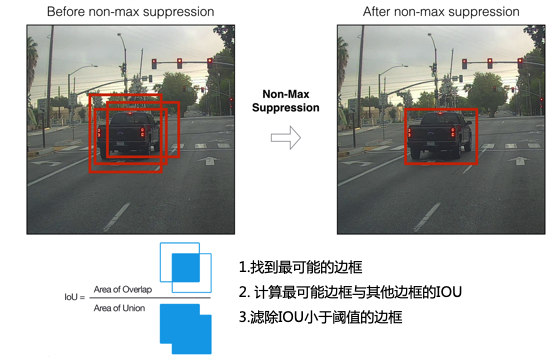 Before non-max suppression
After non-max suppression
Non-Max
Suppression
IoU =
Area of Overlap
Area of Union
1.找到最可能的边框
2. 计算最可能边框与其他边框的IOU
3.滤除IOU小于阈值的边框